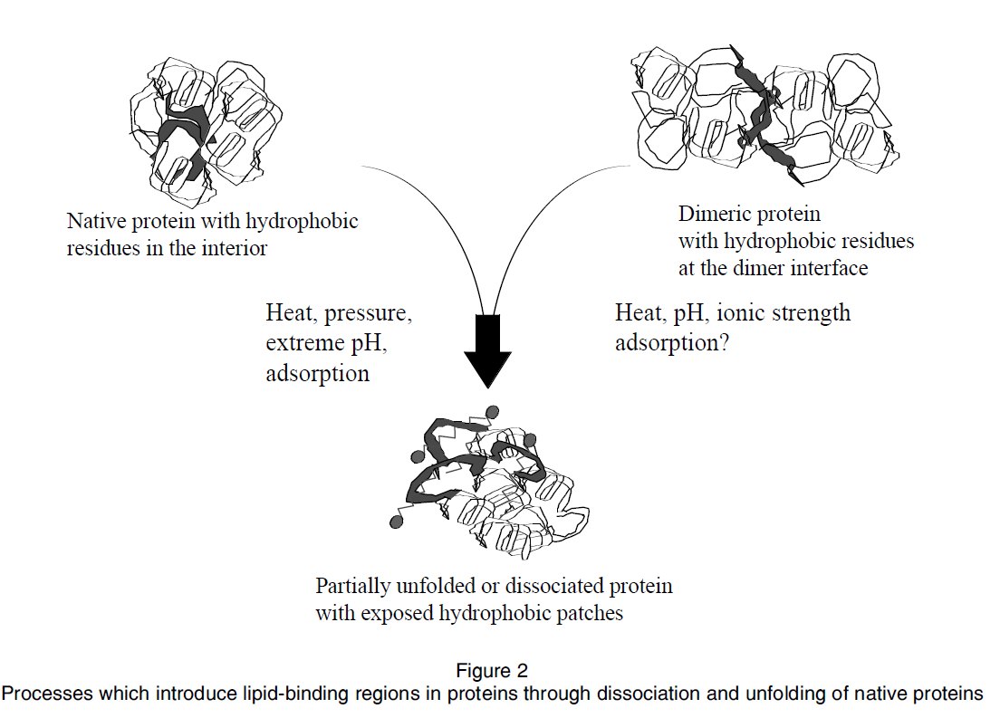 Native protein with hydrophobic
residues in the interior
Dimeric protein
with hydrophobic residues
at the dimer interface
Heat, pressure,
extreme pH,
adsorption
Heat, pH, ionic strength
adsorption?
Partially unfolded or dissociated protein
with exposed hydrophobic patches
Figure 2
Processes which introduce lipid-binding regions in proteins through dissociation and unfolding of native proteins